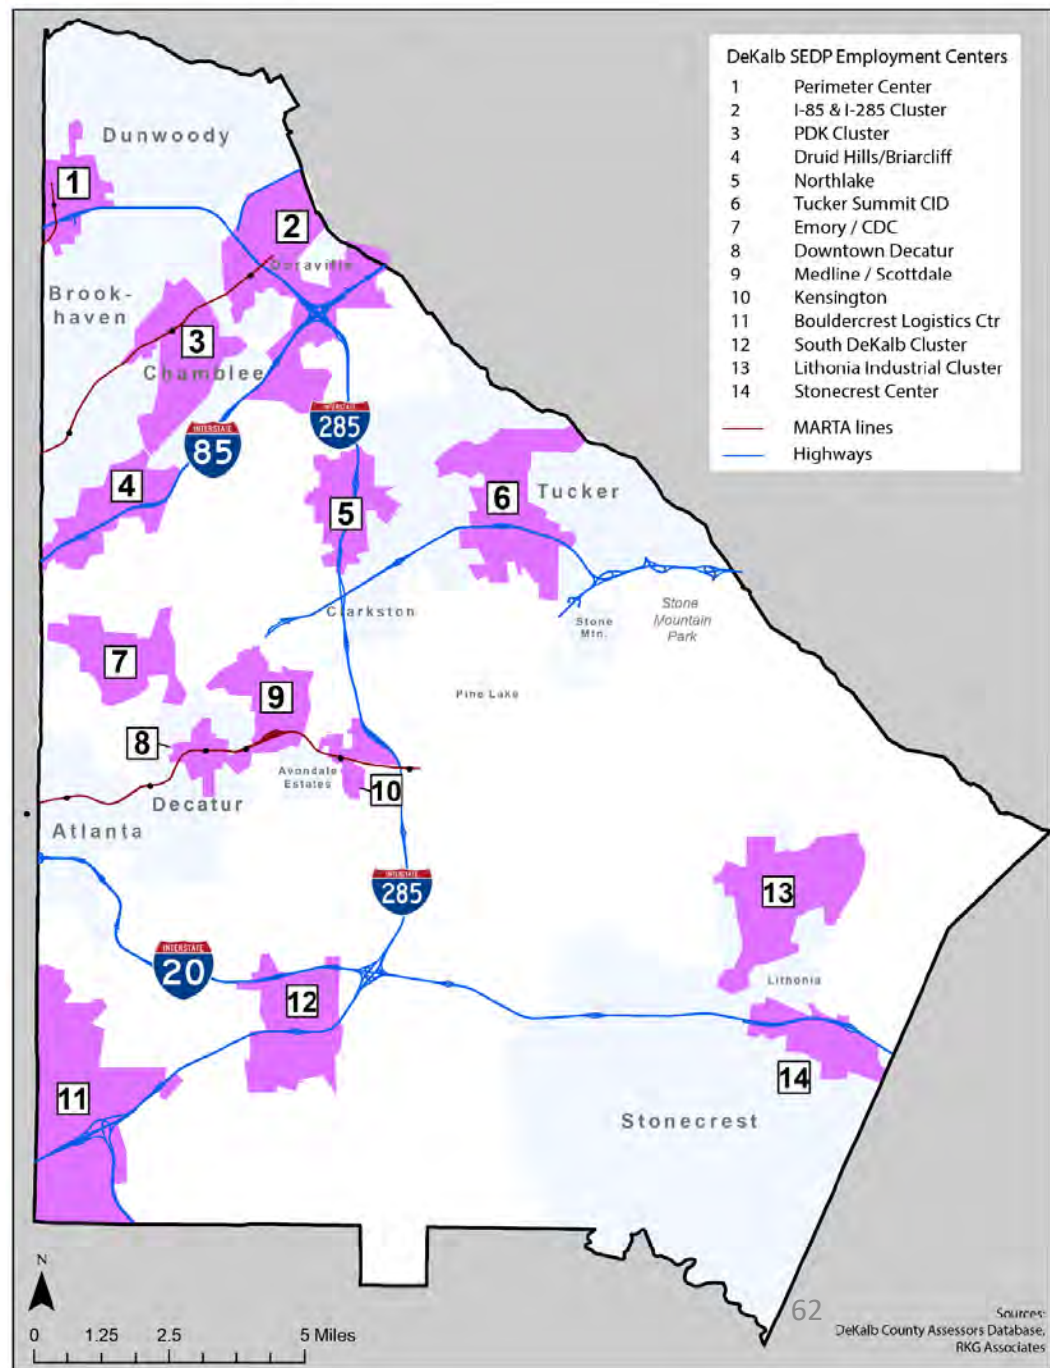 DeKalb SEDP Employment Centers
1 Perimeter Center
2 I-85 & I-285 Cluster
3 PDK Cluster
4 Druid Hills/Briarcliff
5 Northlake
6 Tucker Summit CID
7 Emory / CDC
8 Downtown Decatur
9 Medline / Scottdale
10 Kensington
11 Bouldercrest Logistics Ctr
12 South DeKalb Cluster
13 Lithonia Industrial Cluster
14 Stonecrest Center
MARTA lines
Highways
Dunwoody
1
2
Doraville
Brook-
haven
3
Chamblee
INTERSTATE
285
INTERSTATE
85
4
5
6
Tucker
Clarkston
Stone
Mtn.
Stone
Mountain
Park
7
9
Pine Lake
8
Avondale
Estates
10
Decatur
Atlanta
INTERSTATE
285
13
INTERSTATE
20
Lithonia
12
14
11
Stonecrest
N
0 1.25 2.5 5 Miles
62
Sources:
DeKalb County Assessors Database,
RKG Associates